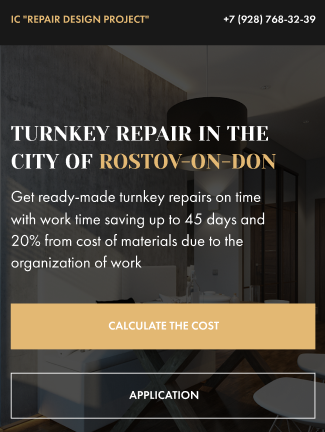 IC "REPAIR DESIGN PROJECT"
+7 (928) 768-32-39
TURNKEY REPAIR IN THE
CITY OF ROSTOV-ON-DON
Get ready-made turnkey repairs on time
with work time saving up to 45 days and
20% from cost of materials due to the
organization of work
CALCULATE THE COST
APPLICATION